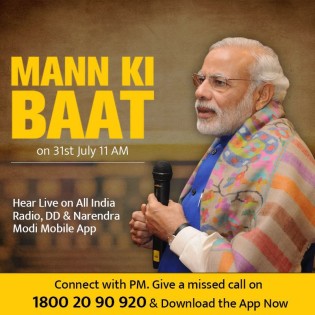 MANN KI
BAAT
on 31st July 11 AM
Hear Live on All India
Radio, DD & Narendra
Modi Mobile App
Connect with PM. Give a missed call on
1800 20 90 920 & Download the App Now